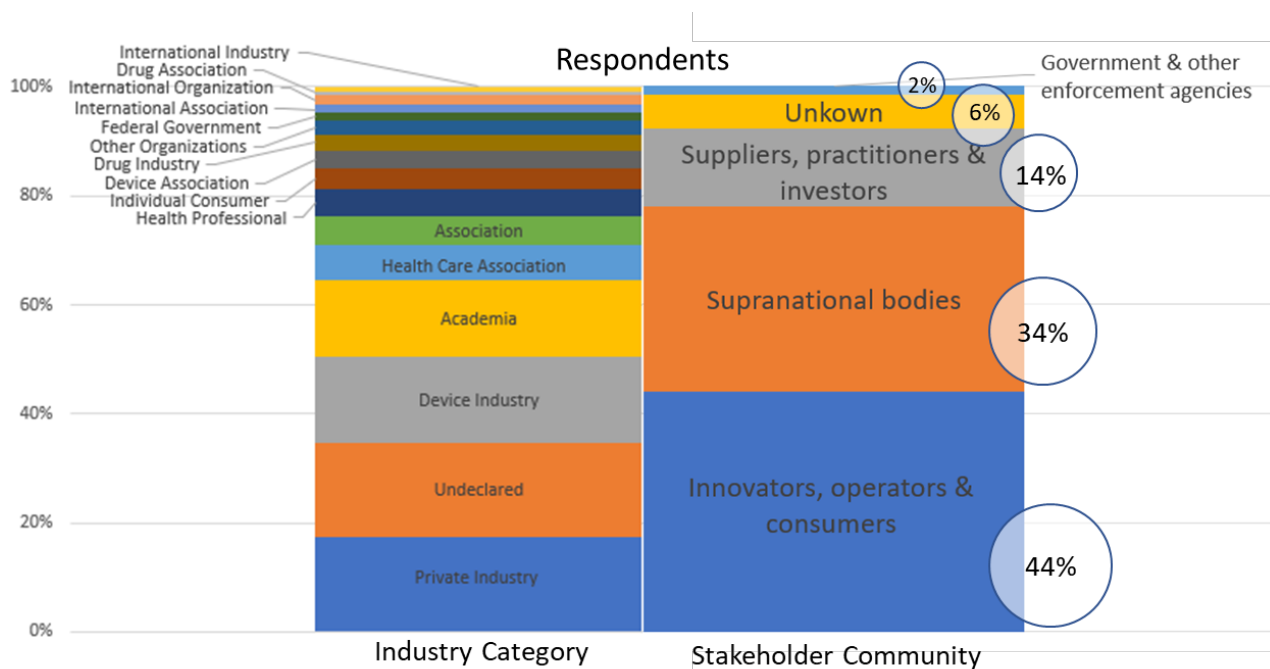 Respondents
International Industry
Drug Association
International Organization
International Association
Federal Government
Other Organizations
Drug Industry
Device Association
Individual Consumer
Health Professional
100%
80%
60%
40%
20%
0%
Association
Health Care Association
Academia
Device Industry
Undeclared
Private Industry
Industry Category
Government & other
enforcement agencies
2%
Unkown
6%
Suppliers, practitioners &
investors
14%
Supranational bodies
34%
Innovators, operators &
consumers
44%
Stakeholder Community